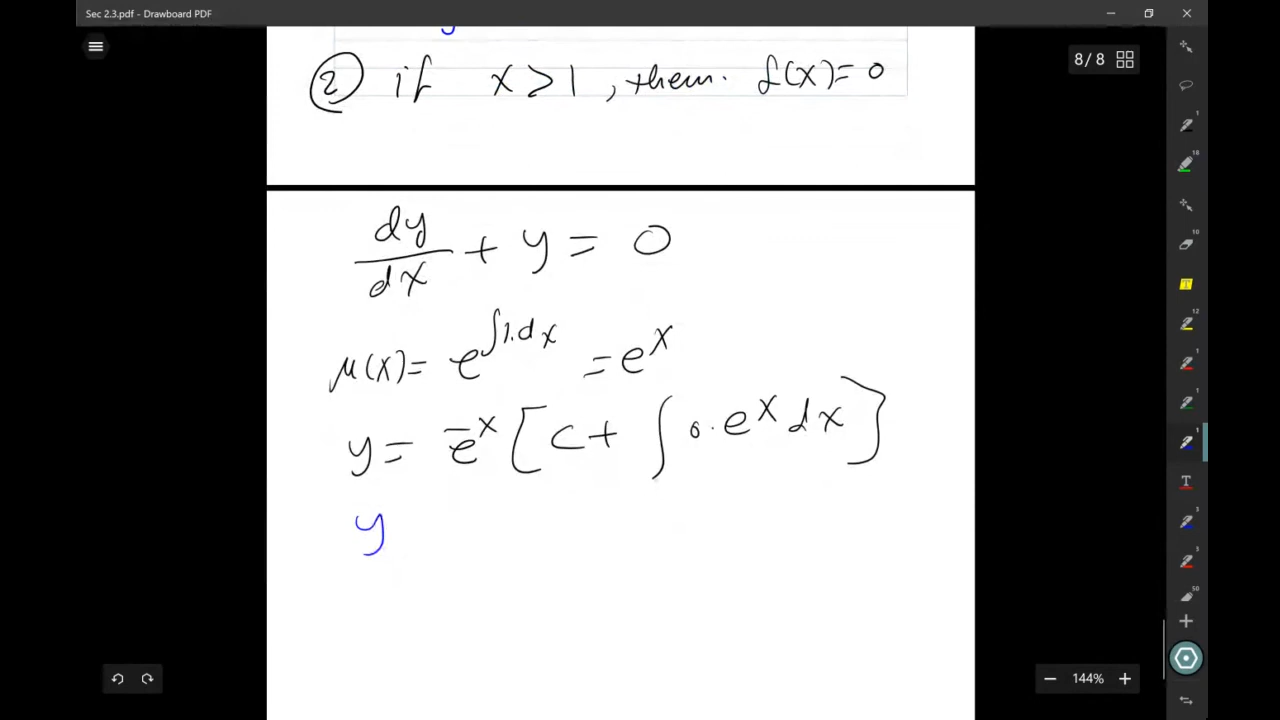 Sec 2.3.pdf - Drawboard PDF
8 / 8
② if x > 1 , then. f(x) = 0
dy/dx + y = 0
μ(x) = e^∫1.dx = e^x
y = e^-x [ c + ∫ 0 . e^x dx ]
y
144%